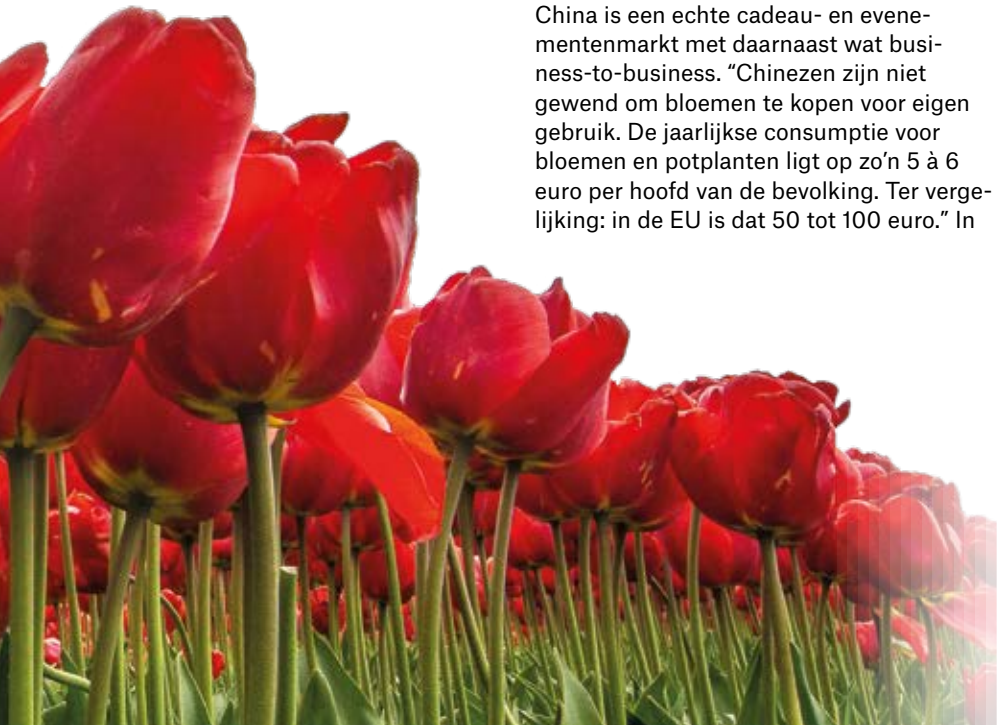 China is een echte cadeau- en evene-
mentenmarkt met daarnaast wat busi-
ness-to-business. “Chinezen zijn niet
gewend om bloemen te kopen voor eigen
gebruik. De jaarlijkse consumptie voor
bloemen en potplanten ligt op zo’n 5 à 6
euro per hoofd van de bevolking. Ter verge-
lijking: in de EU is dat 50 tot 100 euro.” In